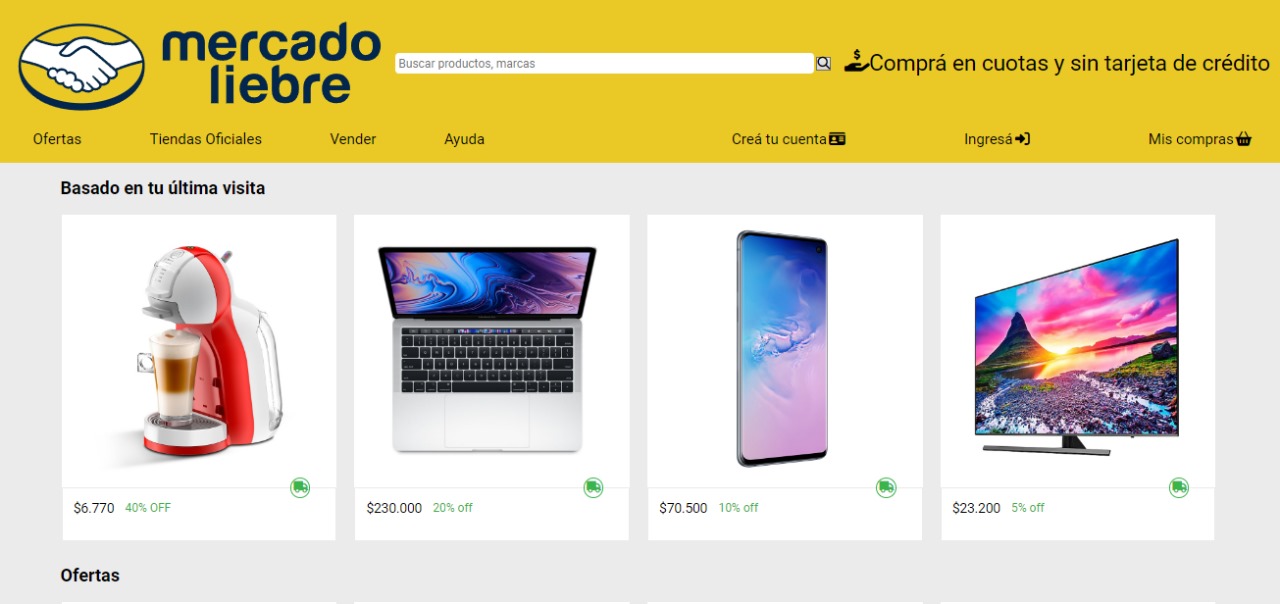 mercado
liebre
Buscar productos, marcas
Comprá en cuotas y sin tarjeta de crédito
Ofertas Tiendas Oficiales Vender Ayuda Creá tu cuenta Ingresá Mis compras
Basado en tu última visita
$6.770 40% OFF $230.000 20% off $70.500 10% off $23.200 5% off
Ofertas